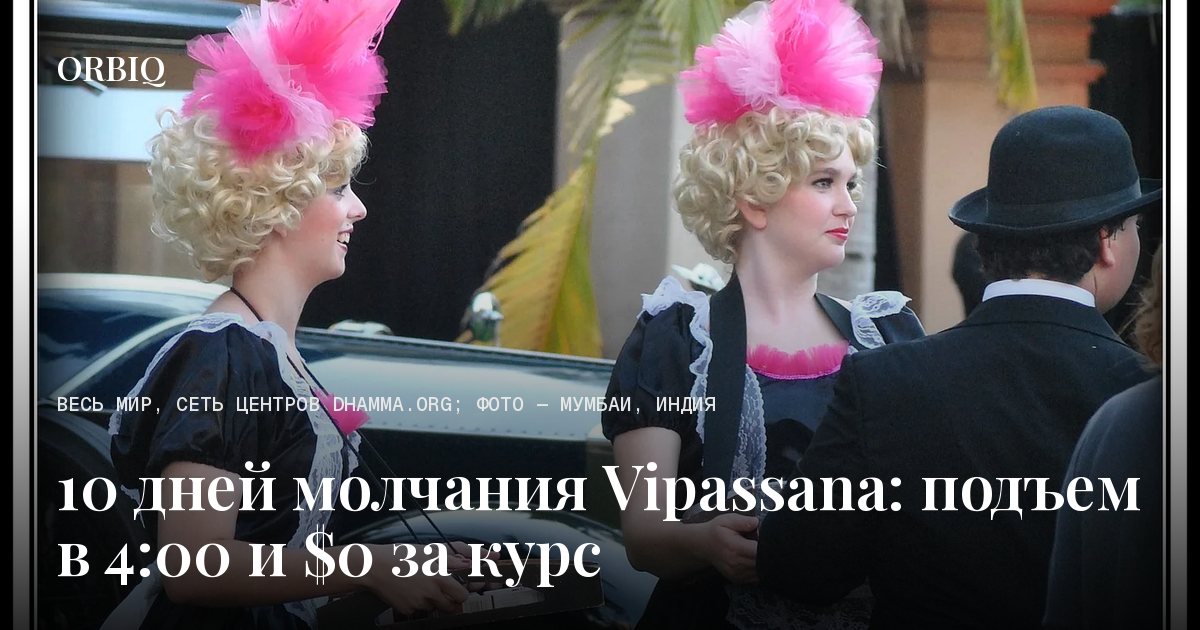 ORBIQ
ВЕСЬ МИР, СЕТЬ ЦЕНТРОВ DHAMMA.ORG; ФОТО — МУМБАИ, ИНДИЯ
10 дней молчания Vipassana: подъем
в 4:00 и $0 за курс